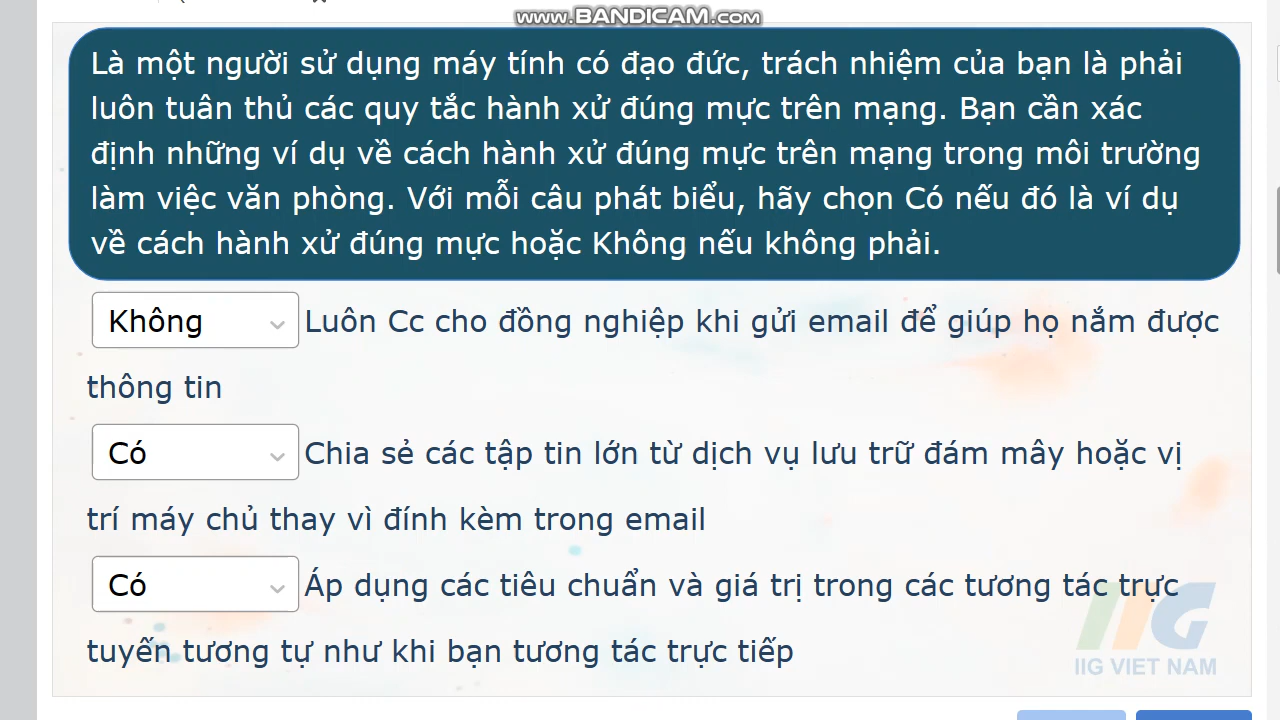 www.BANDICAM.com
Là một người sử dụng máy tính có đạo đức, trách nhiệm của bạn là phải
luôn tuân thủ các quy tắc hành xử đúng mực trên mạng. Bạn cần xác
định những ví dụ về cách hành xử đúng mực trên mạng trong môi trường
làm việc văn phòng. Với mỗi câu phát biểu, hãy chọn Có nếu đó là ví dụ
về cách hành xử đúng mực hoặc Không nếu không phải.
Không Luôn Cc cho đồng nghiệp khi gửi email để giúp họ nắm được
thông tin
Có Chia sẻ các tập tin lớn từ dịch vụ lưu trữ đám mây hoặc vị
trí máy chủ thay vì đính kèm trong email
Có Áp dụng các tiêu chuẩn và giá trị trong các tương tác trực
tuyến tương tự như khi bạn tương tác trực tiếp
IIG
IIG VIET NAM